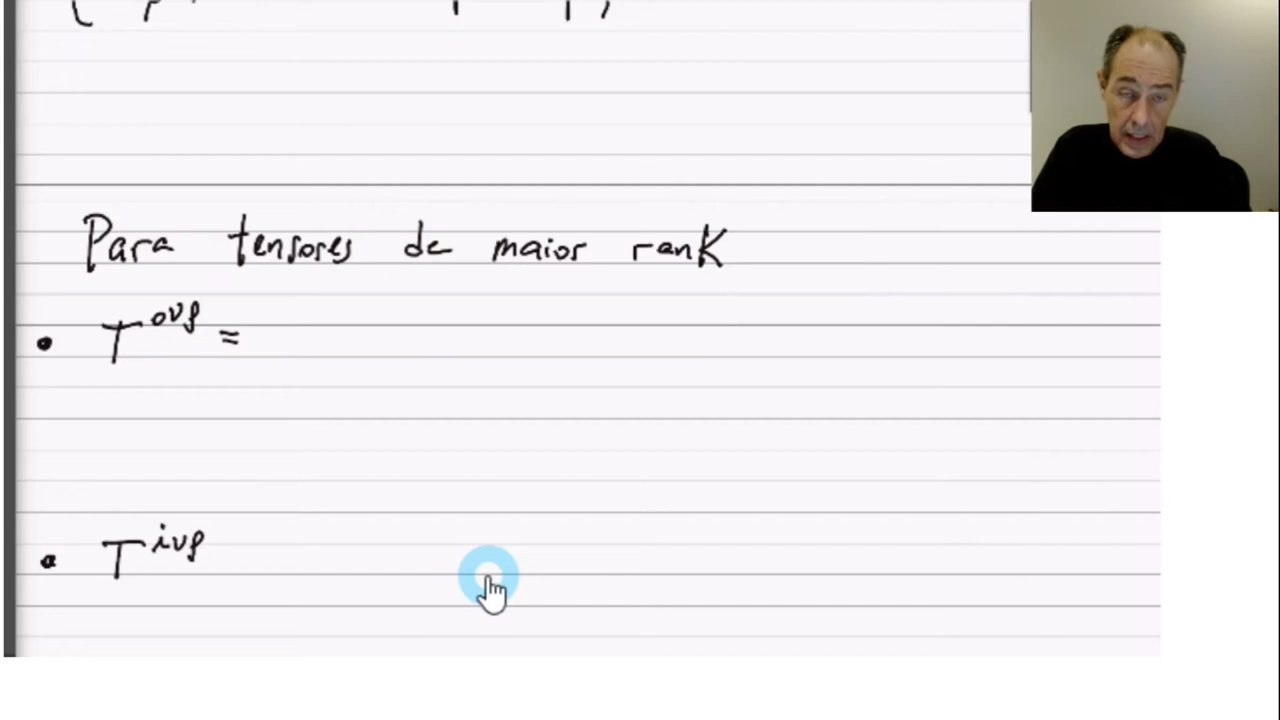 Para tensores de maior rank
• T^{0νρ} =
• T^{iνρ}